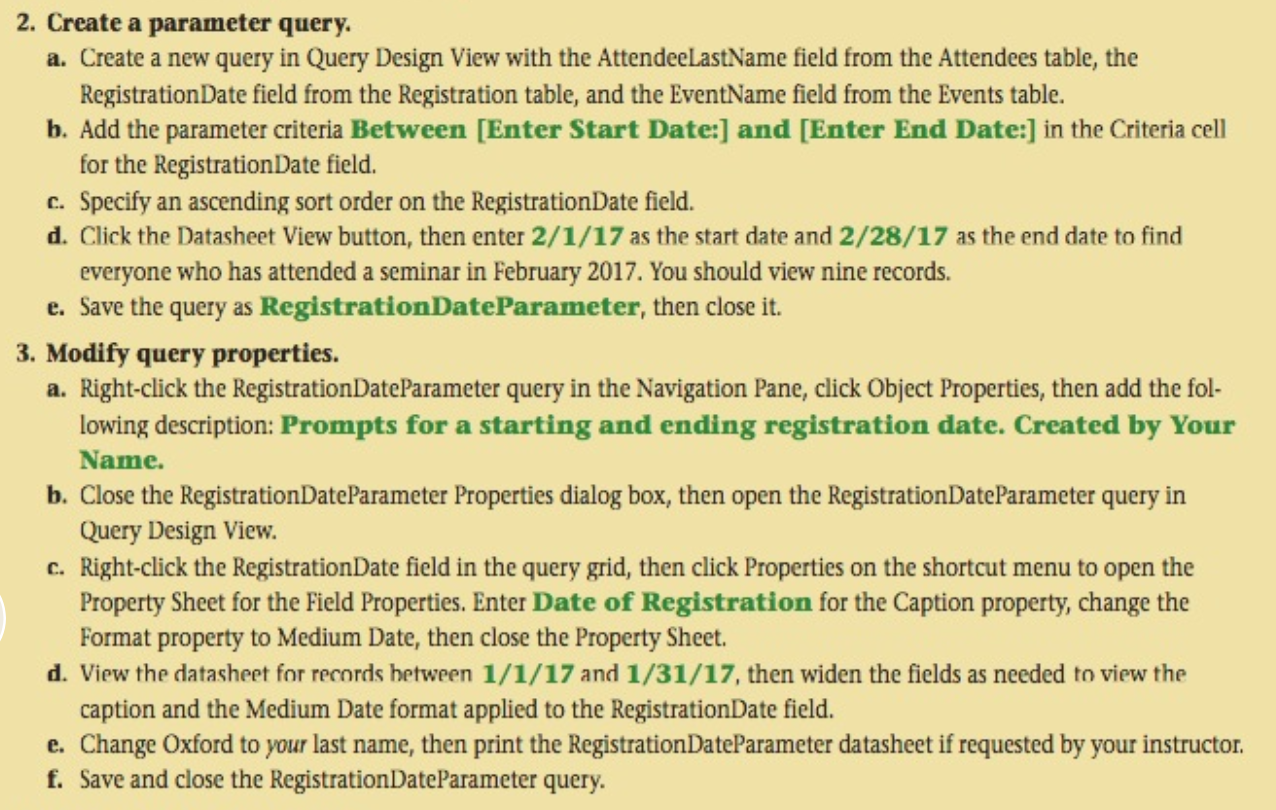 2. Create a parameter query.
a. Create a new query in Query Design View with the AttendeeLastName field from the Attendees table, the
RegistrationDate field from the Registration table, and the EventName field from the Events table.
b. Add the parameter criteria Between [Enter Start Date:] and [Enter End Date:] in the Criteria cell
for the RegistrationDate field.
c. Specify an ascending sort order on the RegistrationDate field.
d. Click the Datasheet View button, then enter 2/1/17 as the start date and 2/28/17 as the end date to find
everyone who has attended a seminar in February 2017. You should view nine records.
e. Save the query as RegistrationDateParameter, then close it.
3. Modify query properties.
a. Right-click the RegistrationDateParameter query in the Navigation Pane, click Object Properties, then add the fol-
lowing description: Prompts for a starting and ending registration date. Created by Your
Name.
b. Close the RegistrationDateParameter Properties dialog box, then open the RegistrationDateParameter query in
Query Design View.
c. Right-click the RegistrationDate field in the query grid, then click Properties on the shortcut menu to open the
Property Sheet for the Field Properties. Enter Date of Registration for the Caption property, change the
Format property to Medium Date, then close the Property Sheet.
d. View the datasheet for records between 1/1/17 and 1/31/17, then widen the fields as needed to view the
caption and the Medium Date format applied to the RegistrationDate field.
e. Change Oxford to your last name, then print the RegistrationDateParameter datasheet if requested by your instructor.
f. Save and close the RegistrationDateParameter query.